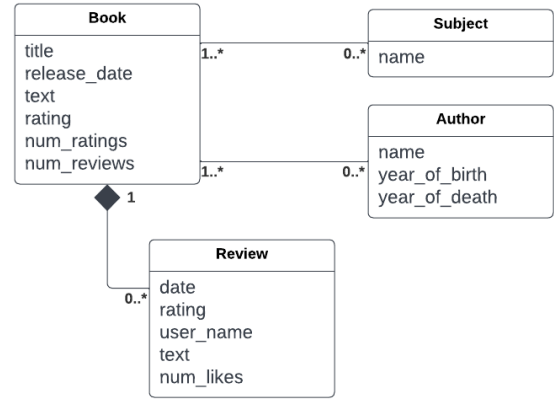 Book
title
release_date
text
rating
num_ratings
num_reviews
1..*
0..*
Subject
name
1..*
0..*
Author
name
year_of_birth
year_of_death
1
0..*
Review
date
rating
user_name
text
num_likes